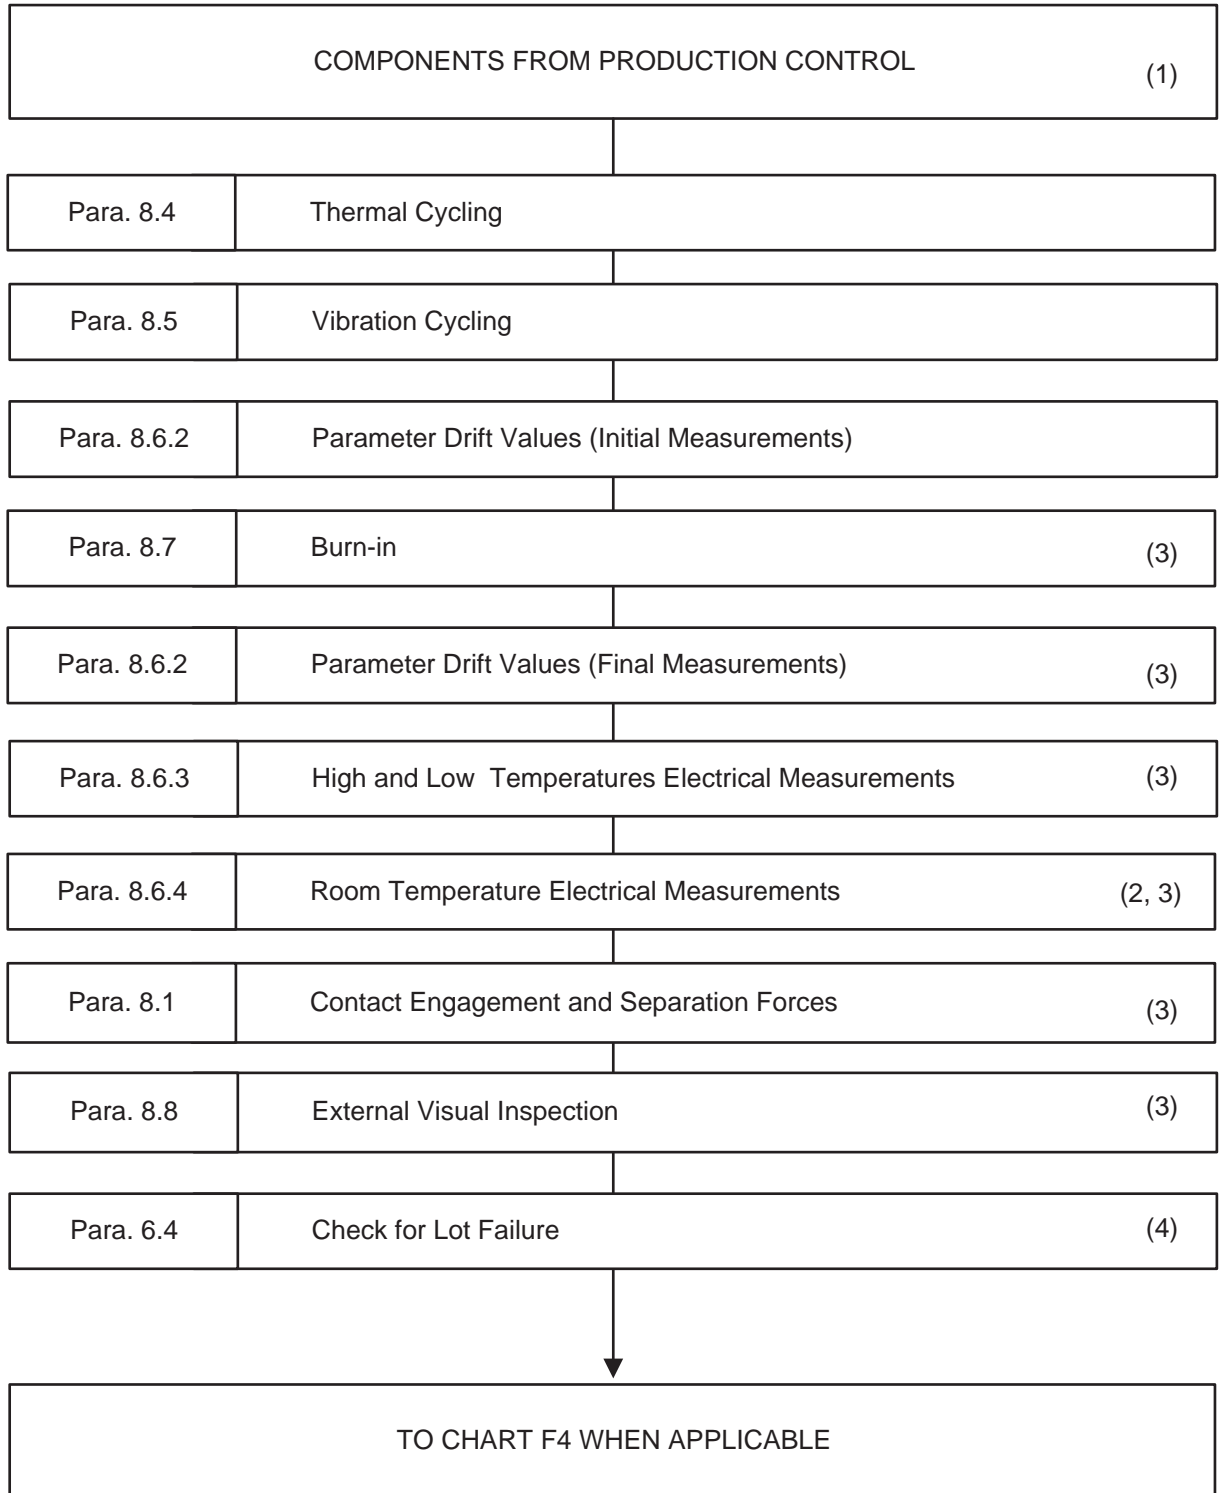 COMPONENTS FROM PRODUCTION CONTROL (1)
Para. 8.4 Thermal Cycling
Para. 8.5 Vibration Cycling
Para. 8.6.2 Parameter Drift Values (Initial Measurements)
Para. 8.7 Burn-in (3)
Para. 8.6.2 Parameter Drift Values (Final Measurements) (3)
Para. 8.6.3 High and Low  Temperatures Electrical Measurements (3)
Para. 8.6.4 Room Temperature Electrical Measurements (2, 3)
Para. 8.1 Contact Engagement and Separation Forces (3)
Para. 8.8 External Visual Inspection (3)
Para. 6.4 Check for Lot Failure (4)
TO CHART F4 WHEN APPLICABLE